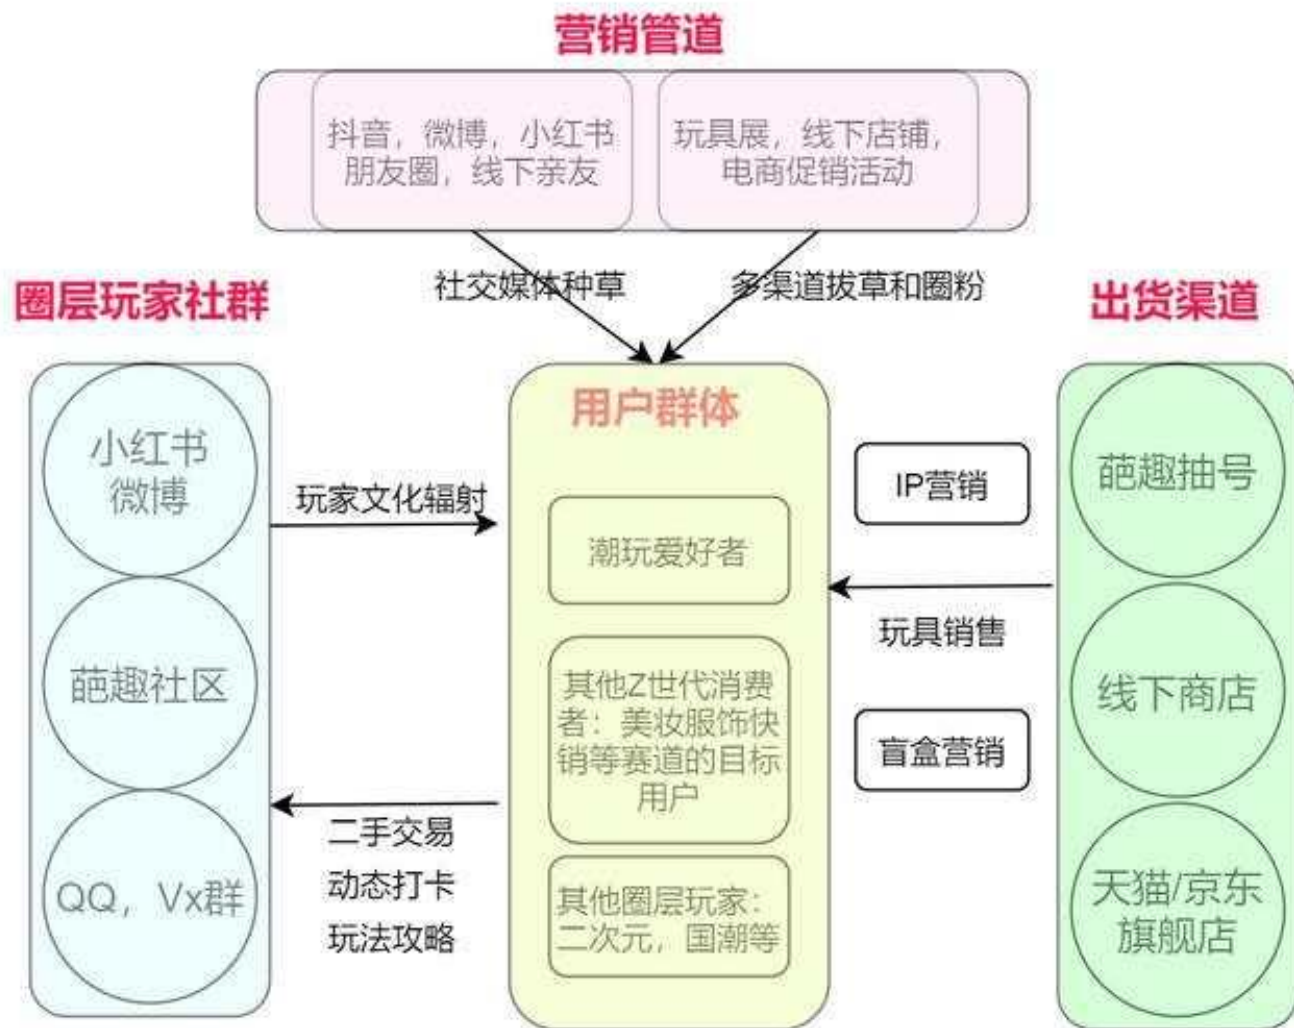 营销管道
抖音，微博，小红书
朋友圈，线下亲友
玩具展，线下店铺，
电商促销活动
社交媒体种草
多渠道拔草和圈粉
圈层玩家社群
小红书
微博
葩趣社区
QQ，Vx群
玩家文化辐射
二手交易
动态打卡
玩法攻略
用户群体
潮玩爱好者
其他Z世代消费
者：美妆服饰快
销等赛道的目标
用户
其他圈层玩家：
二次元，国潮等
IP营销
玩具销售
盲盒营销
出货渠道
葩趣抽号
线下商店
天猫/京东
旗舰店